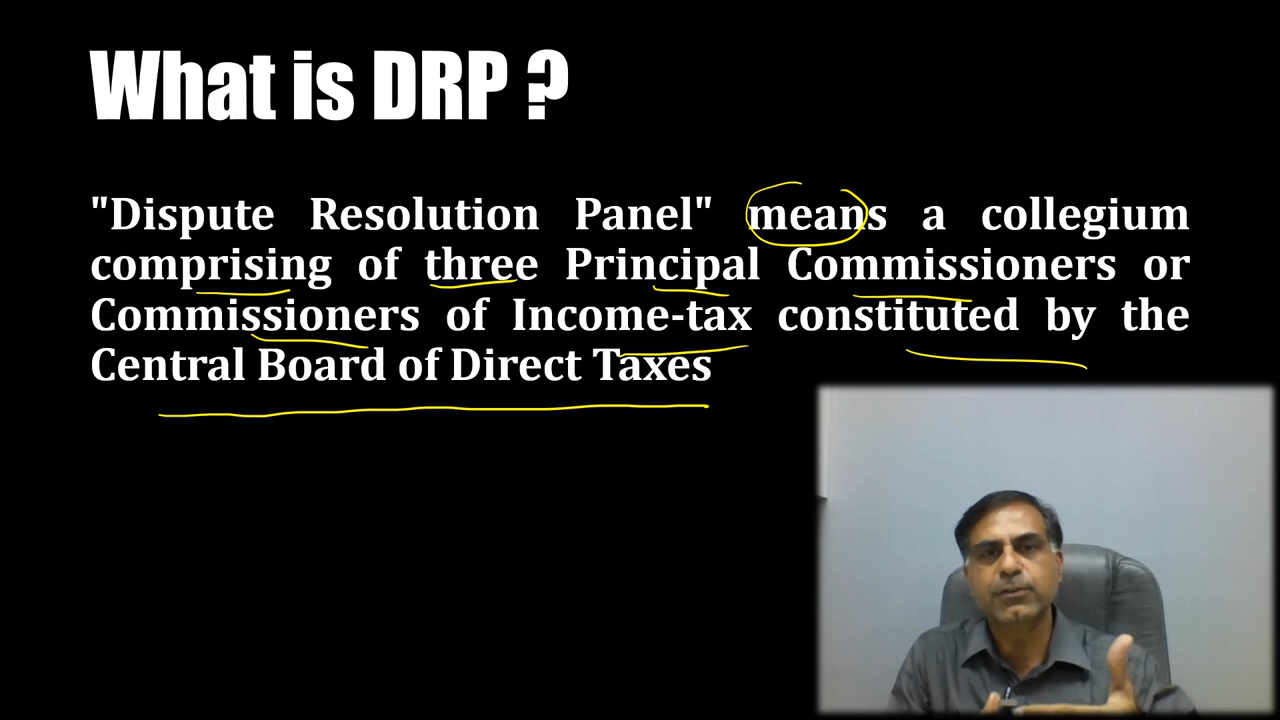 What is DRP ?
"Dispute Resolution Panel" means a collegium
comprising of three Principal Commissioners or
Commissioners of Income-tax constituted by the
Central Board of Direct Taxes